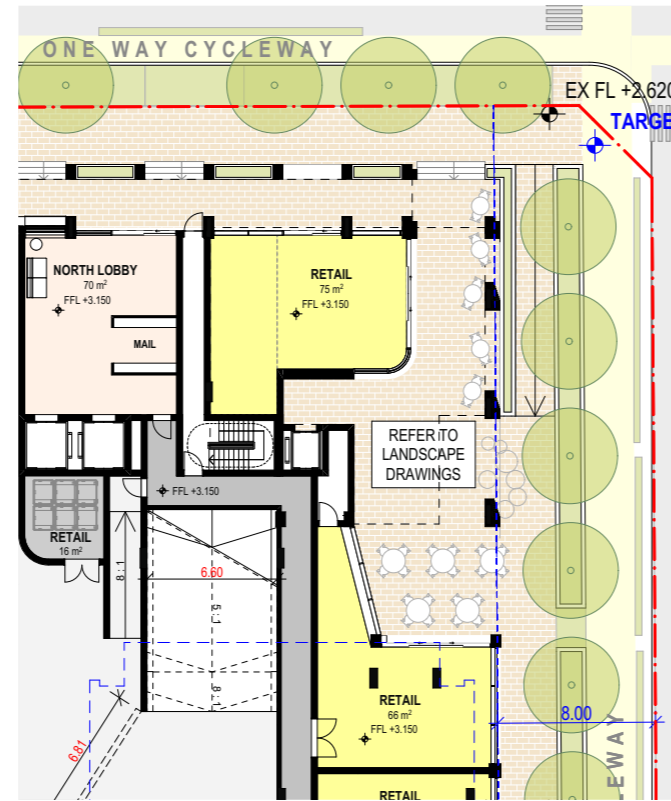 ONE WAY CYCLEWAY
EX FL +2.620
TARGE
NORTH LOBBY
70 m²
FFL +3.150
MAIL
RETAIL
75 m²
FFL +3.150
REFER TO
LANDSCAPE
DRAWINGS
FFL +3.150
RETAIL
16 m²
8 : 1
6.60
5 : 1
8 : 1
6.81
RETAIL
66 m²
FFL +3.150
8.00
LEWAY
RETAIL